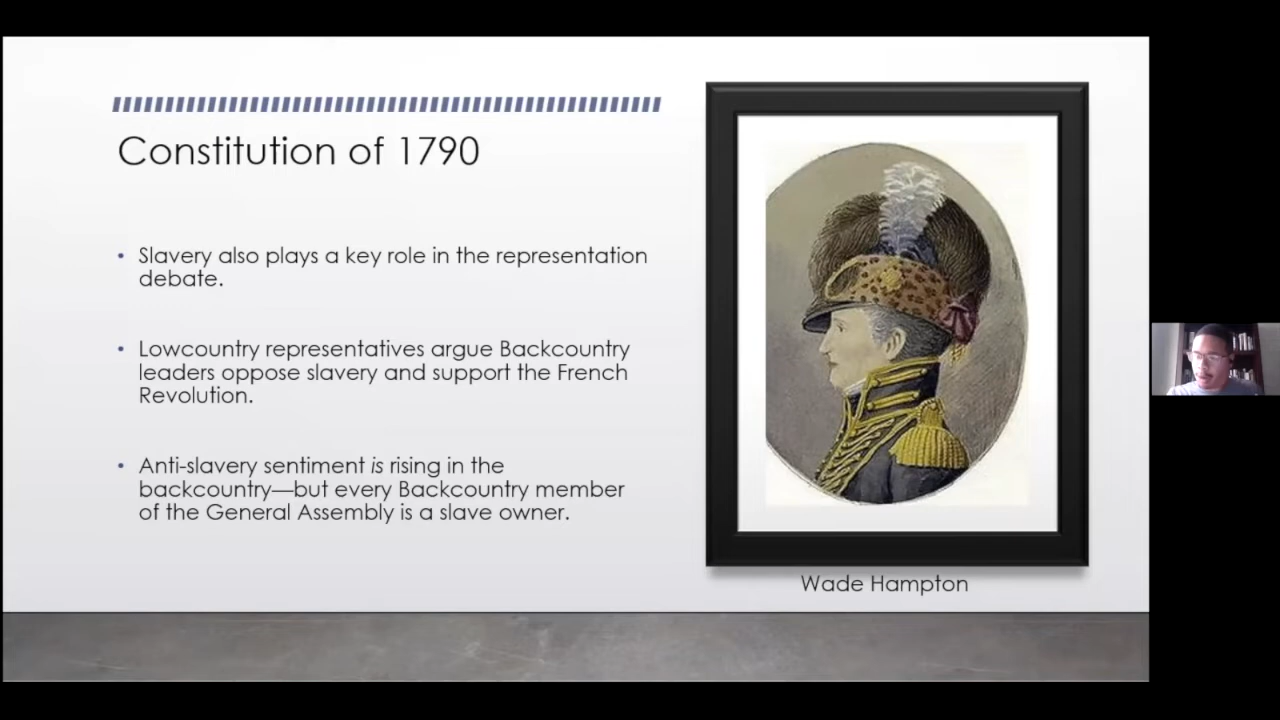 Constitution of 1790
• Slavery also plays a key role in the representation
debate.
• Lowcountry representatives argue Backcountry
leaders oppose slavery and support the French
Revolution.
• Anti-slavery sentiment is rising in the
backcountry—but every Backcountry member
of the General Assembly is a slave owner.
Wade Hampton